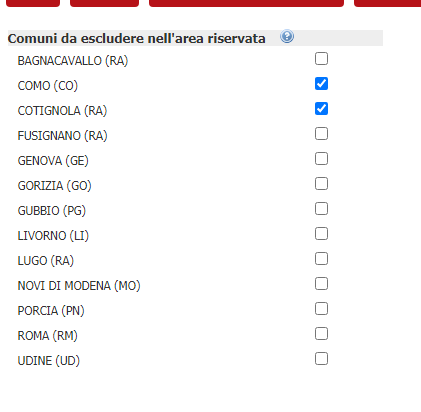 Comuni da escludere nell'area riservata
BAGNACAVALLO (RA)
COMO (CO)
COTIGNOLA (RA)
FUSIGNANO (RA)
GENOVA (GE)
GORIZIA (GO)
GUBBIO (PG)
LIVORNO (LI)
LUGO (RA)
NOVI DI MODENA (MO)
PORCIA (PN)
ROMA (RM)
UDINE (UD)